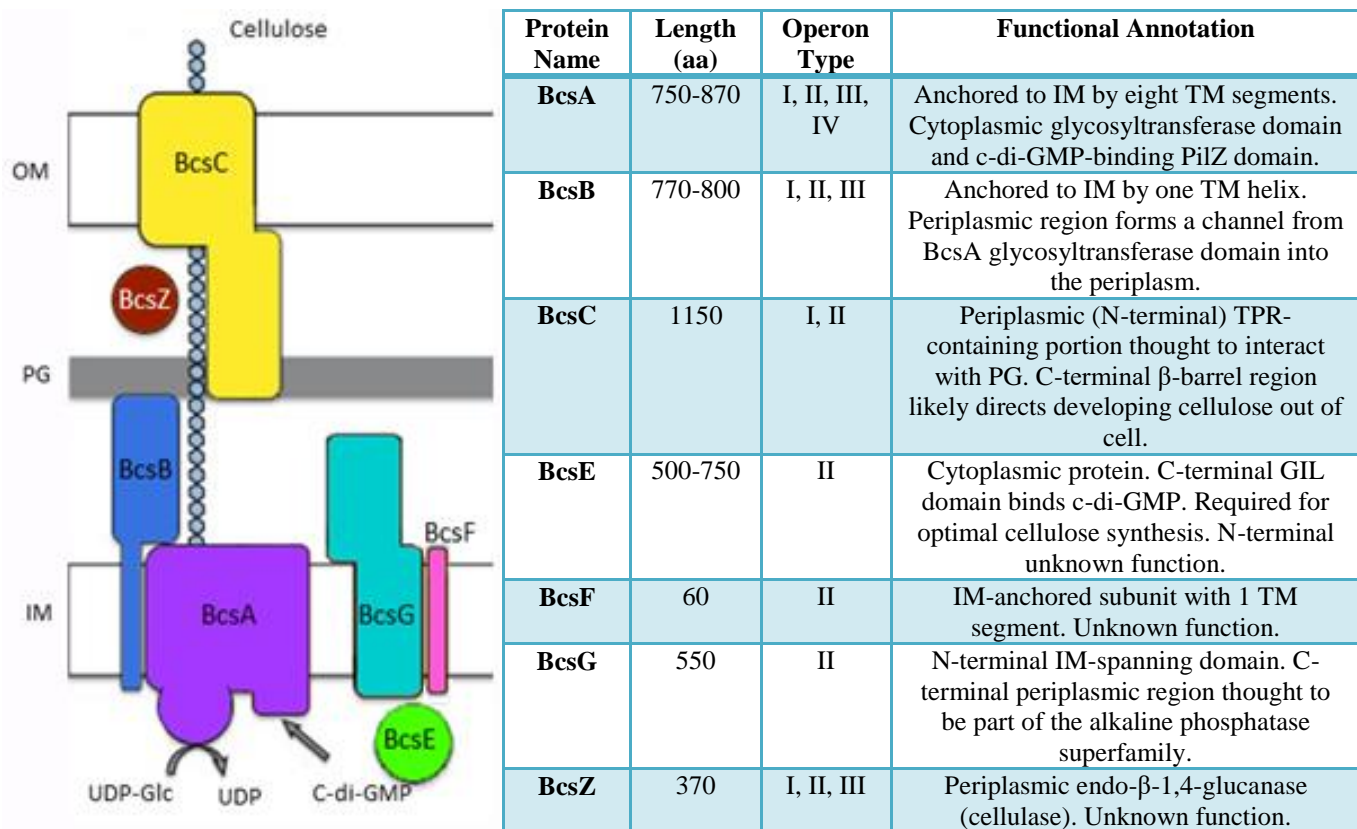 Cellulose
OM
BcsC
BcsZ
PG
BcsB
BcsF
IM
BcsA
BcsG
BcsE
UDP-Glc
UDP
C-di-GMP
Protein Name
Length (aa)
Operon Type
Functional Annotation
BcsA
750-870
I, II, III,
IV
Anchored to IM by eight TM segments.
Cytoplasmic glycosyltransferase domain
and c-di-GMP-binding PilZ domain.
BcsB
770-800
I, II, III
Anchored to IM by one TM helix.
Periplasmic region forms a channel from
BcsA glycosyltransferase domain into
the periplasm.
BcsC
1150
I, II
Periplasmic (N-terminal) TPR-
containing portion thought to interact
with PG. C-terminal β-barrel region
likely directs developing cellulose out of
cell.
BcsE
500-750
II
Cytoplasmic protein. C-terminal GIL
domain binds c-di-GMP. Required for
optimal cellulose synthesis. N-terminal
unknown function.
BcsF
60
II
IM-anchored subunit with 1 TM
segment. Unknown function.
BcsG
550
II
N-terminal IM-spanning domain. C-
terminal periplasmic region thought to
be part of the alkaline phosphatase
superfamily.
BcsZ
370
I, II, III
Periplasmic endo-β-1,4-glucanase
(cellulase). Unknown function.